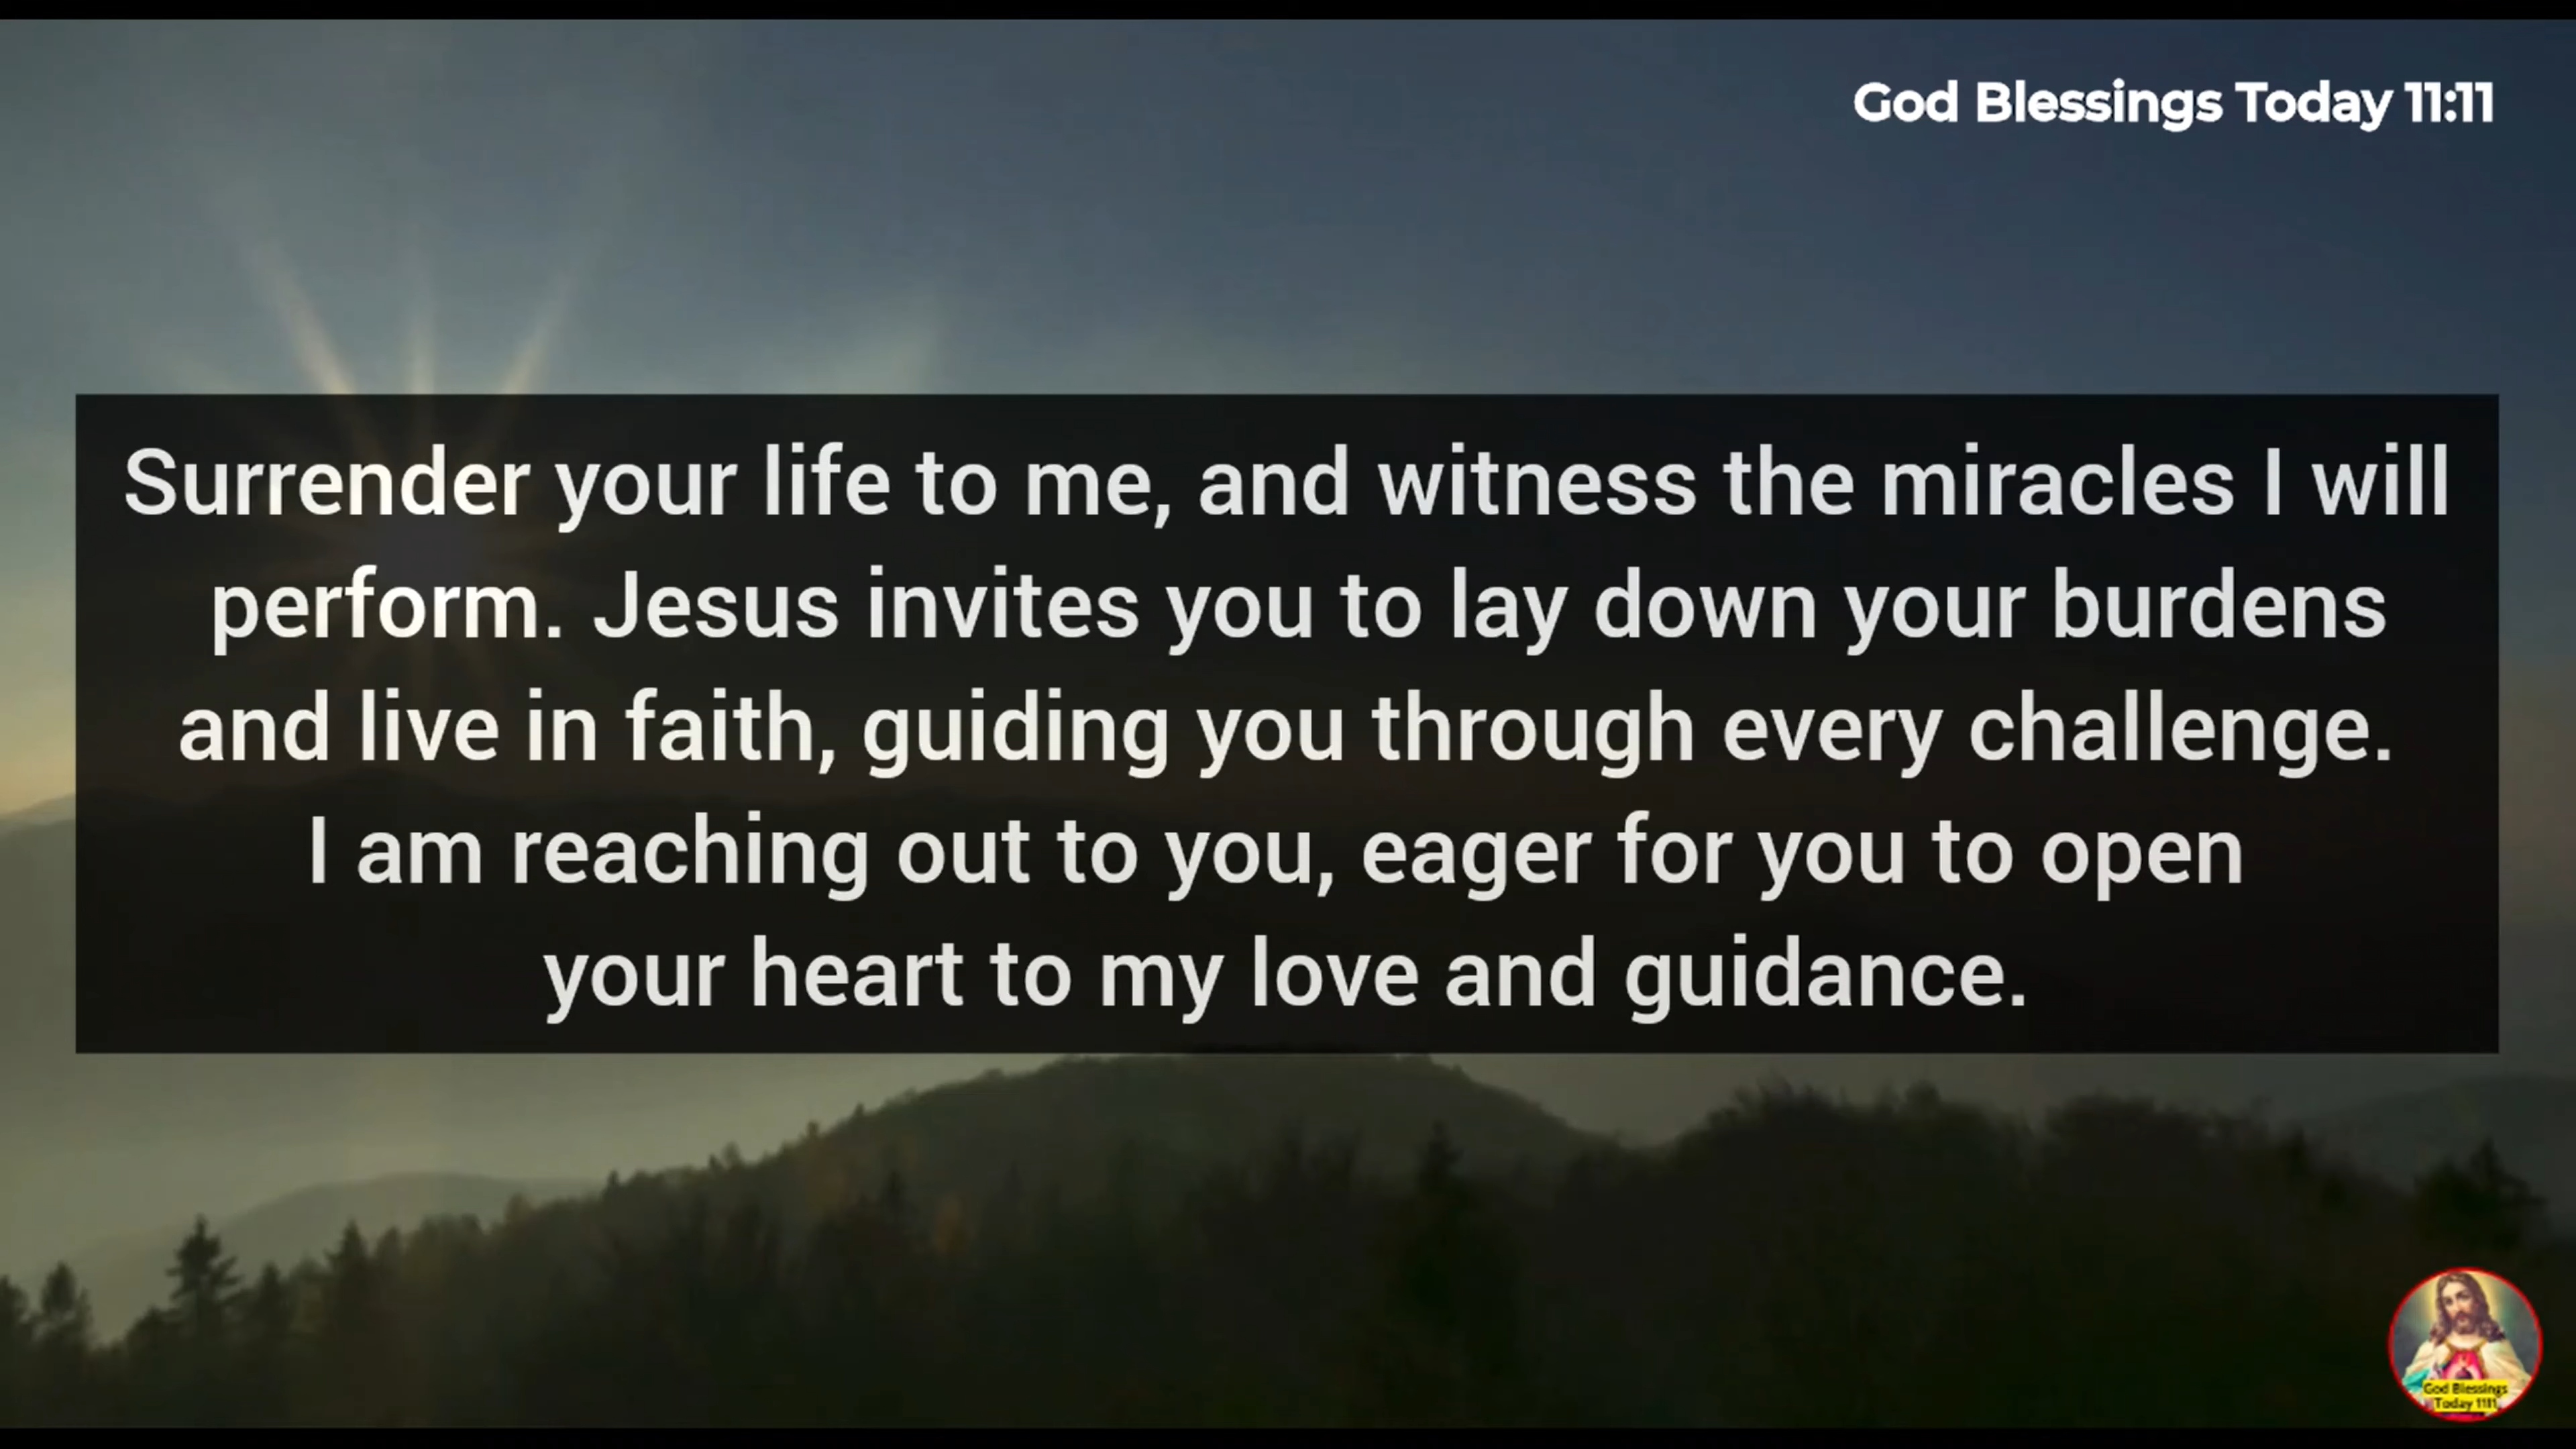 God Blessings Today 11:11
Surrender your life to me, and witness the miracles I will
perform. Jesus invites you to lay down your burdens
and live in faith, guiding you through every challenge.
I am reaching out to you, eager for you to open
your heart to my love and guidance.
God Blessings
Today 1111